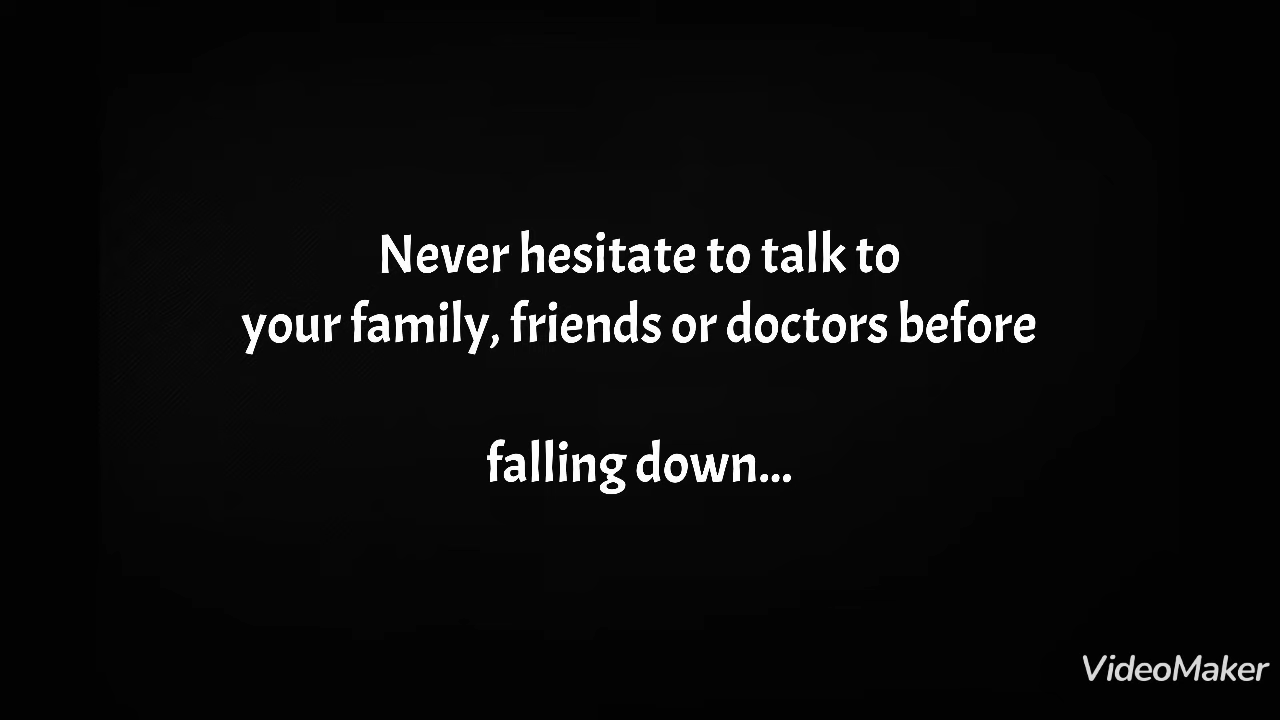 Never hesitate to talk to
your family, friends or doctors before
falling down...
VideoMaker